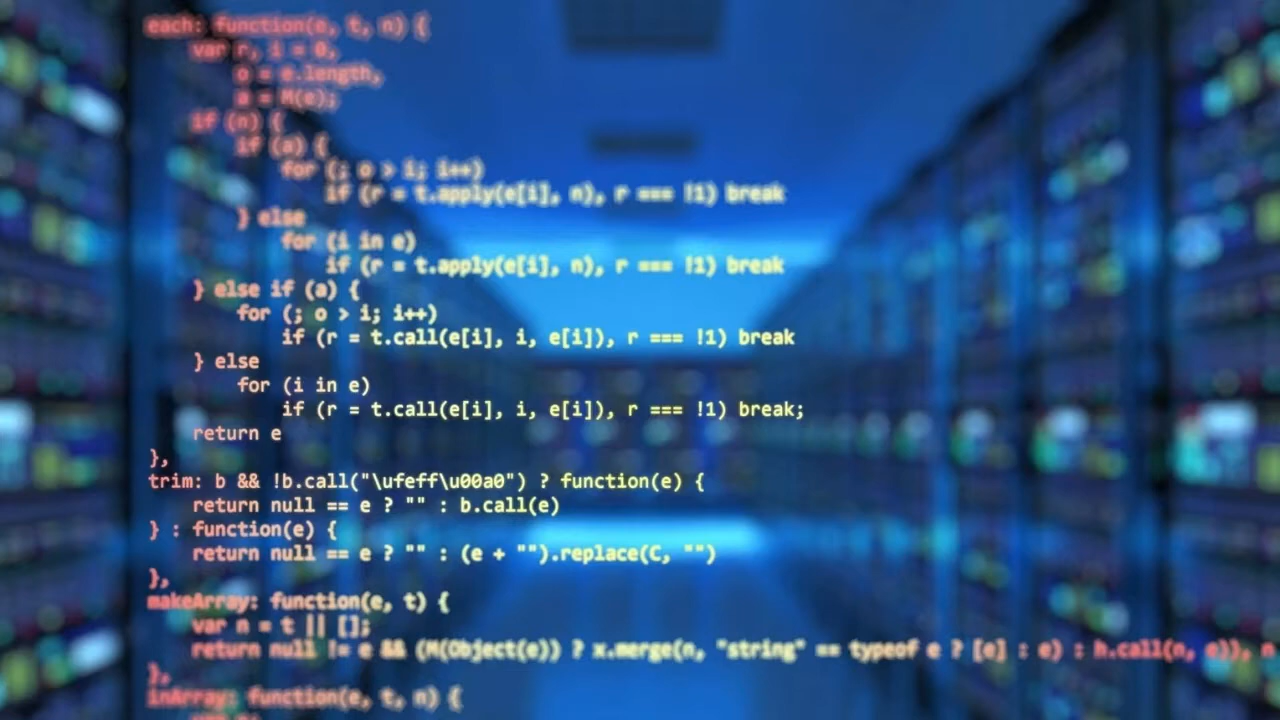 each: function(e, t, n) {
var r, i = 0,
o = e.length,
a = M(e);
if (n) {
if (a) {
for (; o > i; i++)
if (r = t.apply(e[i], n), r === !1) break
} else
for (i in e)
if (r = t.apply(e[i], n), r === !1) break
} else if (a) {
for (; o > i; i++)
if (r = t.call(e[i], i, e[i]), r === !1) break
} else
for (i in e)
if (r = t.call(e[i], i, e[i]), r === !1) break;
return e
},
trim: b && !b.call("\ufeff\u00a0") ? function(e) {
return null == e ? "" : b.call(e)
} : function(e) {
return null == e ? "" : (e + "").replace(C, "")
},
makeArray: function(e, t) {
var n = t || [];
return null != e && (M(Object(e)) ? x.merge(n, "string" == typeof e ? [e] : e) : h.call(n, e)), n
},
inArray: function(e, t, n) {